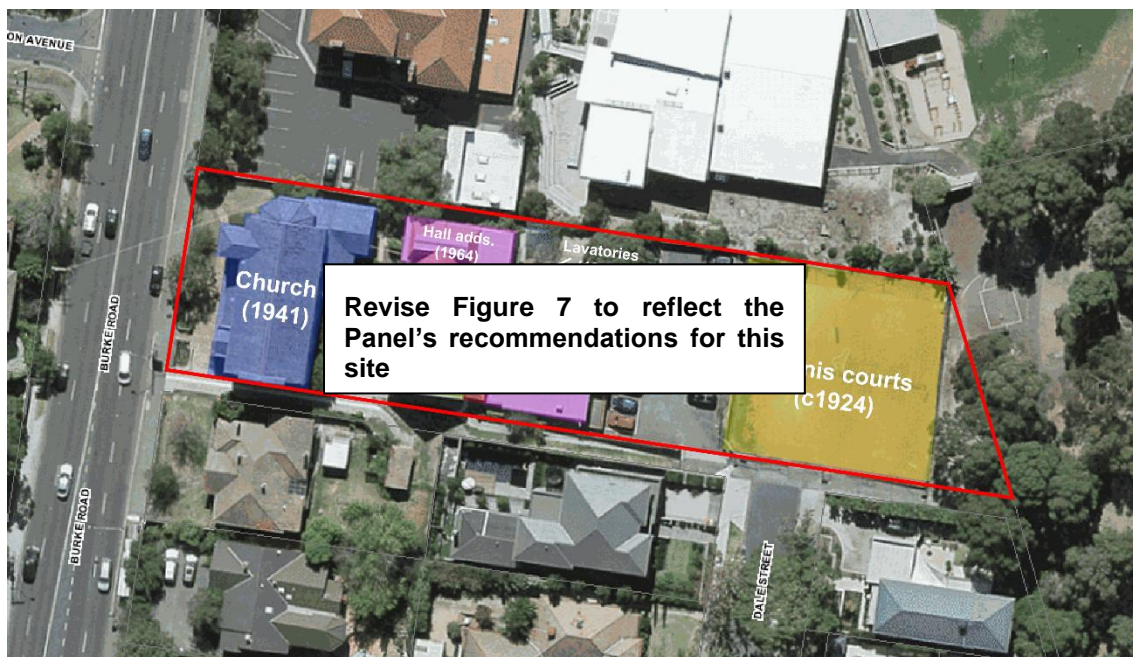 ON AVENUE
BURKE ROAD
BURKE ROAD
Church
(1941)
Hall adds.
(1964)
Lavatories
Revise Figure 7 to reflect the
Panel's recommendations for this
site
nis courts
(c1924)
DALE STREET